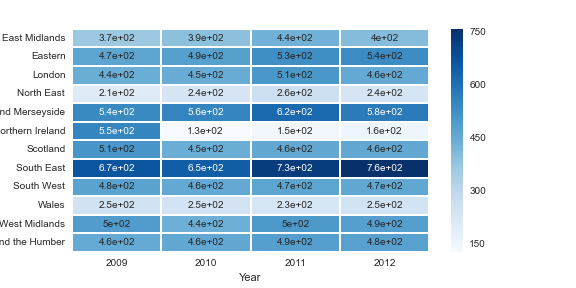 East Midlands 3.7e+02 3.9e+02 4.4e+02 4e+02 750
Eastern 4.7e+02 4.9e+02 5.3e+02 5.4e+02
London 4.4e+02 4.5e+02 5.1e+02 4.6e+02 600
North East 2.1e+02 2.4e+02 2.6e+02 2.4e+02
nd Merseyside 5.4e+02 5.6e+02 6.2e+02 5.8e+02
orthern Ireland 5.5e+02 1.3e+02 1.5e+02 1.6e+02 450
Scotland 5.1e+02 4.5e+02 4.6e+02 4.6e+02
South East 6.7e+02 6.5e+02 7.3e+02 7.6e+02
South West 4.8e+02 4.6e+02 4.7e+02 4.7e+02 300
Wales 2.5e+02 2.5e+02 2.3e+02 2.5e+02
West Midlands 5e+02 4.4e+02 5e+02 4.9e+02
nd the Humber 4.6e+02 4.6e+02 4.9e+02 4.8e+02 150
2009 2010 2011 2012
Year